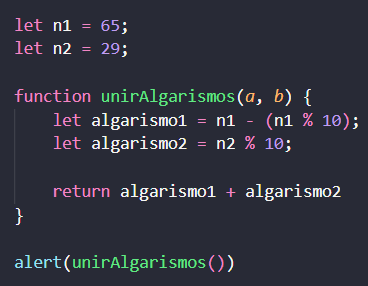 let n1 = 65;
let n2 = 29;
function unirAlgarismos(a, b) {
let algarismo1 = n1 - (n1 % 10);
let algarismo2 = n2 % 10;
return algarismo1 + algarismo2
}
alert(unirAlgarismos())